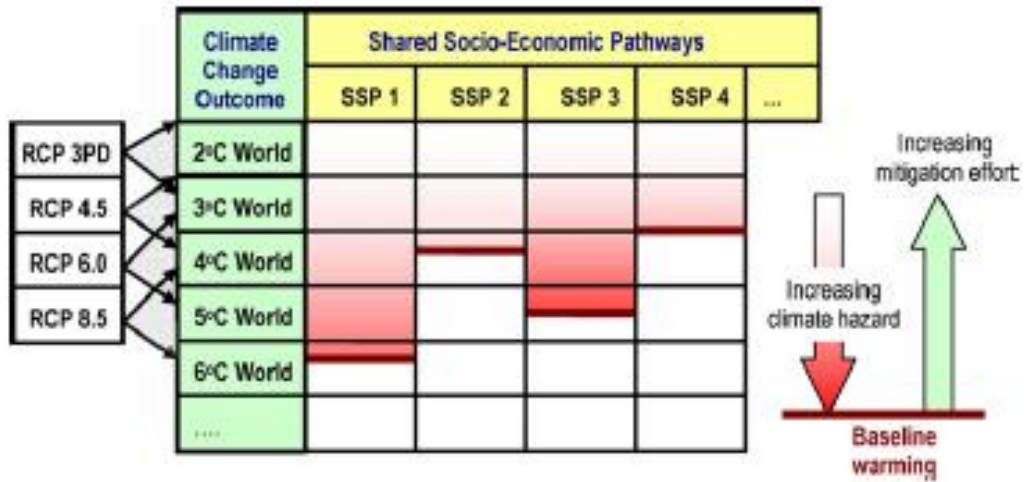 Climate
Change
Outcome
Shared Socio-Economic Pathways
SSP 1
SSP 2
SSP 3
SSP 4
...
RCP 3PD
RCP 4.5
RCP 6.0
RCP 8.5
2°C World
3°C World
4°C World
5°C World
6°C World
....
Increasing
mitigation effort
Increasing
climate hazard
Baseline
warming